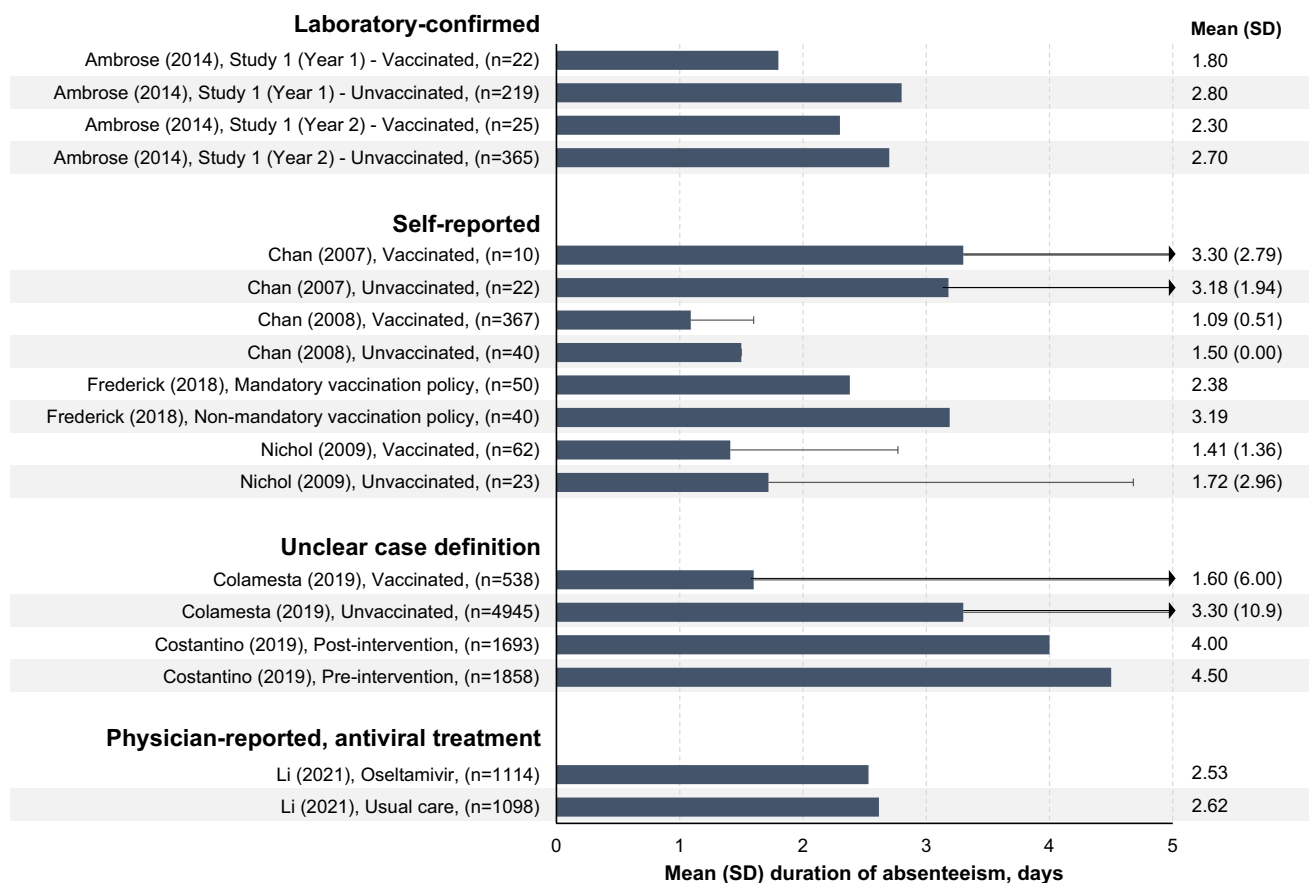 Laboratory-confirmed Mean (SD)
Ambrose (2014), Study 1 (Year 1) - Vaccinated, (n=22) 1.80
Ambrose (2014), Study 1 (Year 1) - Unvaccinated, (n=219) 2.80
Ambrose (2014), Study 1 (Year 2) - Vaccinated, (n=25) 2.30
Ambrose (2014), Study 1 (Year 2) - Unvaccinated, (n=365) 2.70
Self-reported
Chan (2007), Vaccinated, (n=10) 3.30 (2.79)
Chan (2007), Unvaccinated, (n=22) 3.18 (1.94)
Chan (2008), Vaccinated, (n=367) 1.09 (0.51)
Chan (2008), Unvaccinated, (n=40) 1.50 (0.00)
Frederick (2018), Mandatory vaccination policy, (n=50) 2.38
Frederick (2018), Non-mandatory vaccination policy, (n=40) 3.19
Nichol (2009), Vaccinated, (n=62) 1.41 (1.36)
Nichol (2009), Unvaccinated, (n=23) 1.72 (2.96)
Unclear case definition
Colamesta (2019), Vaccinated, (n=538) 1.60 (6.00)
Colamesta (2019), Unvaccinated, (n=4945) 3.30 (10.9)
Costantino (2019), Post-intervention, (n=1693) 4.00
Costantino (2019), Pre-intervention, (n=1858) 4.50
Physician-reported, antiviral treatment
Li (2021), Oseltamivir, (n=1114) 2.53
Li (2021), Usual care, (n=1098) 2.62
0 1 2 3 4 5
Mean (SD) duration of absenteeism, days